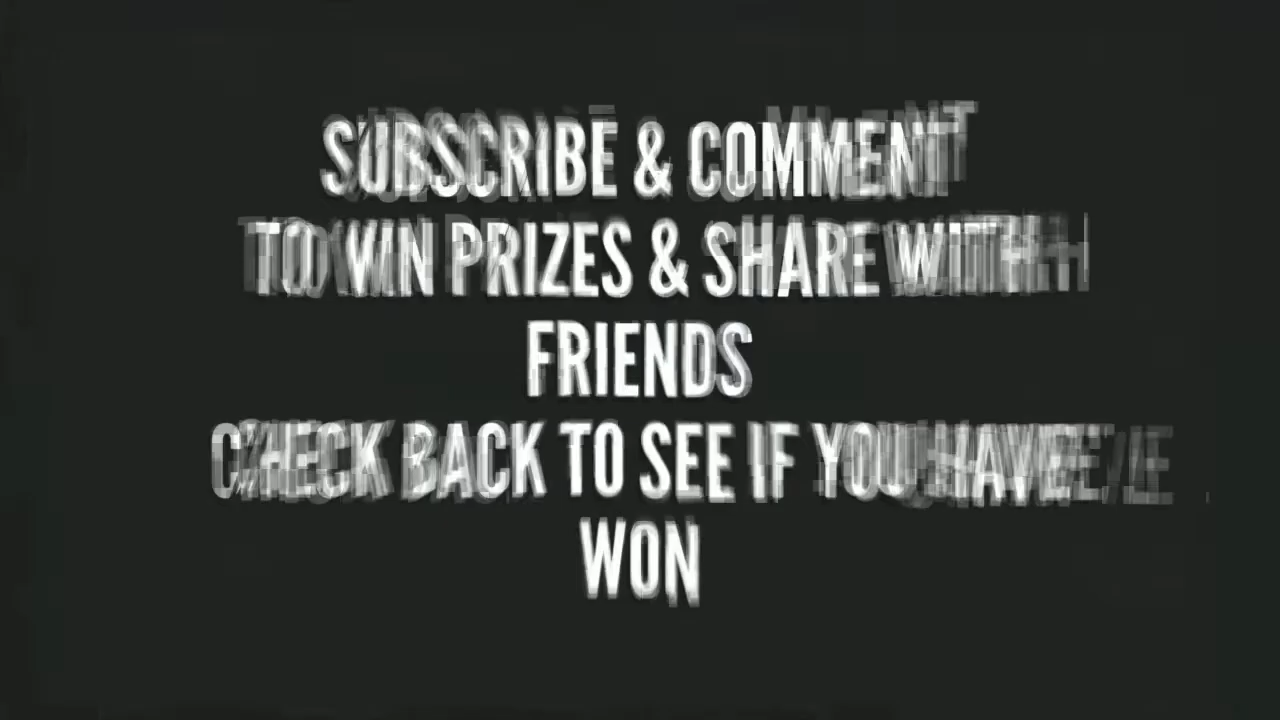 SUBSCRIBE & COMMENT
TO WIN PRIZES & SHARE WITH
FRIENDS
CHECK BACK TO SEE IF YOU HAVE
WON